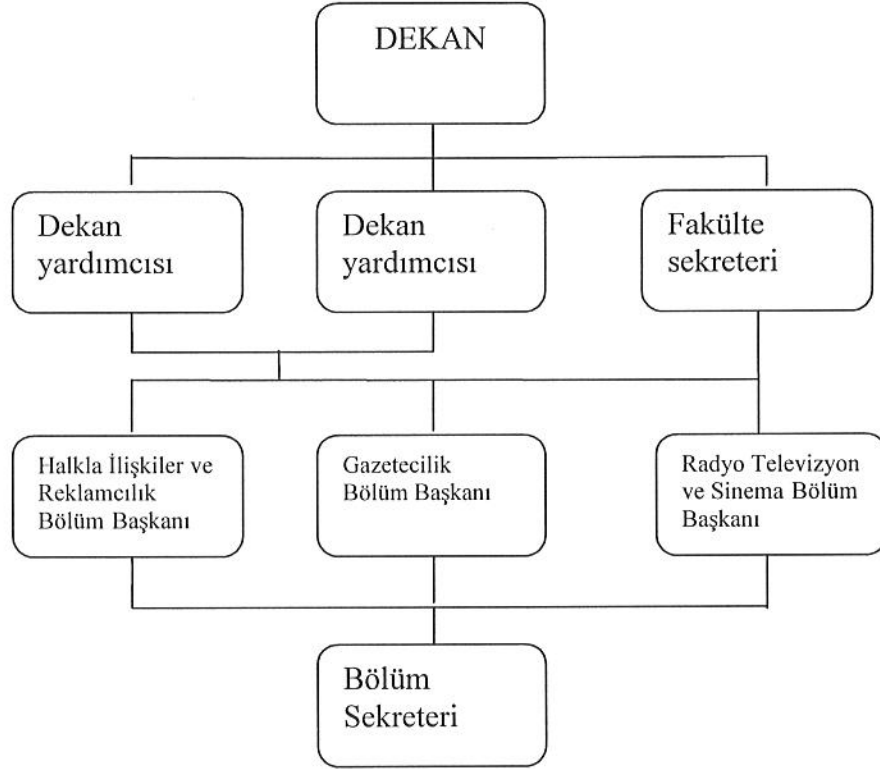 DEKAN
Dekan
yardımcısı
Dekan
yardımcısı
Fakülte
sekreteri
Halkla İlişkiler ve
Reklamcılık
Bölüm Başkanı
Gazetecilik
Bölüm Başkanı
Radyo Televizyon
ve Sinema Bölüm
Başkanı
Bölüm
Sekreteri